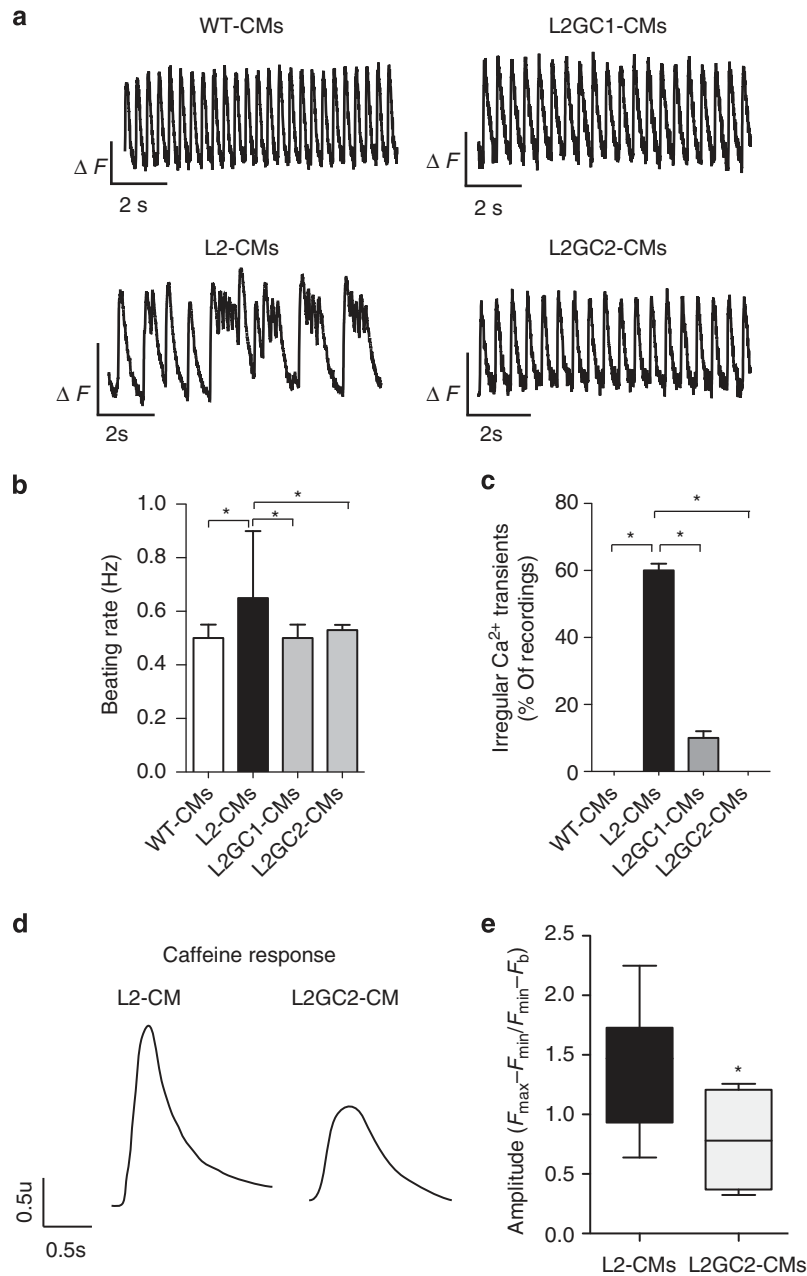 a
WT-CMs
L2GC1-CMs
Δ F
2 s
Δ F
2 s
L2-CMs
L2GC2-CMs
Δ F
2s
Δ F
2s
b
Beating rate (Hz)
1.0
0.8
0.6
0.4
0.2
0.0
*
*
*
WT-CMs
L2-CMs
L2GC1-CMs
L2GC2-CMs
c
Irregular Ca²⁺ transients
(% Of recordings)
80
60
40
20
0
*
*
*
WT-CMs
L2-CMs
L2GC1-CMs
L2GC2-CMs
d
Caffeine response
L2-CM
L2GC2-CM
0.5u
0.5s
e
Amplitude (Fmax–Fmin/Fmin–Fb)
2.5
2.0
1.5
1.0
0.5
0.0
*
L2-CMs
L2GC2-CMs